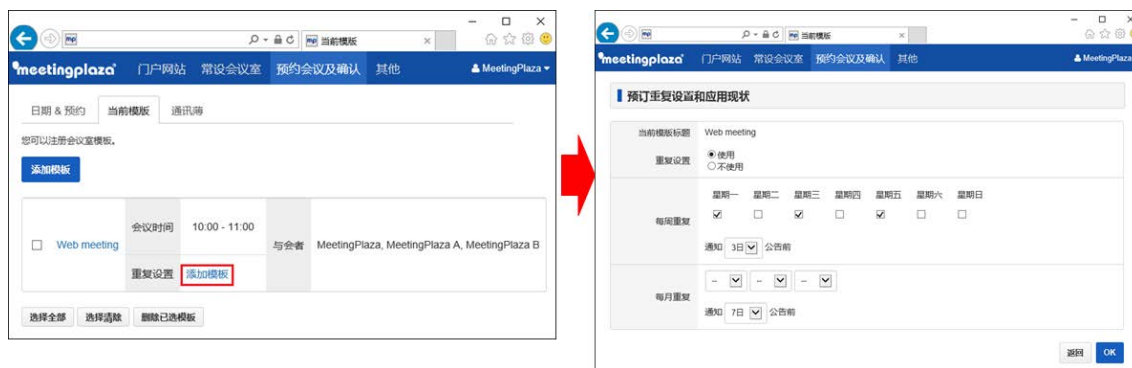 mp
mp 当前模版
meetingplaza 门户网站 常设会议室 预约会议及确认 其他 MeetingPlaza
日期 & 预约 当前模版 通讯薄
您可以注册会议室模板。
添加模板
Web meeting
会议时间 10:00 - 11:00
与会者 MeetingPlaza, MeetingPlaza A, MeetingPlaza B
重复设置 添加模板
选择全部 选择清除 删除已选模板
mp
mp 当前模版
meetingplaza 门户网站 常设会议室 预约会议及确认 其他 MeetingPlaza
预订重复设置和应用现状
当前模版标题 Web meeting
重复设置 使用
不使用
每周重复
星期一 星期二 星期三 星期四 星期五 星期六 星期日
通知 3日 公告前
每月重复
-- -- --
通知 7日 公告前
返回 OK